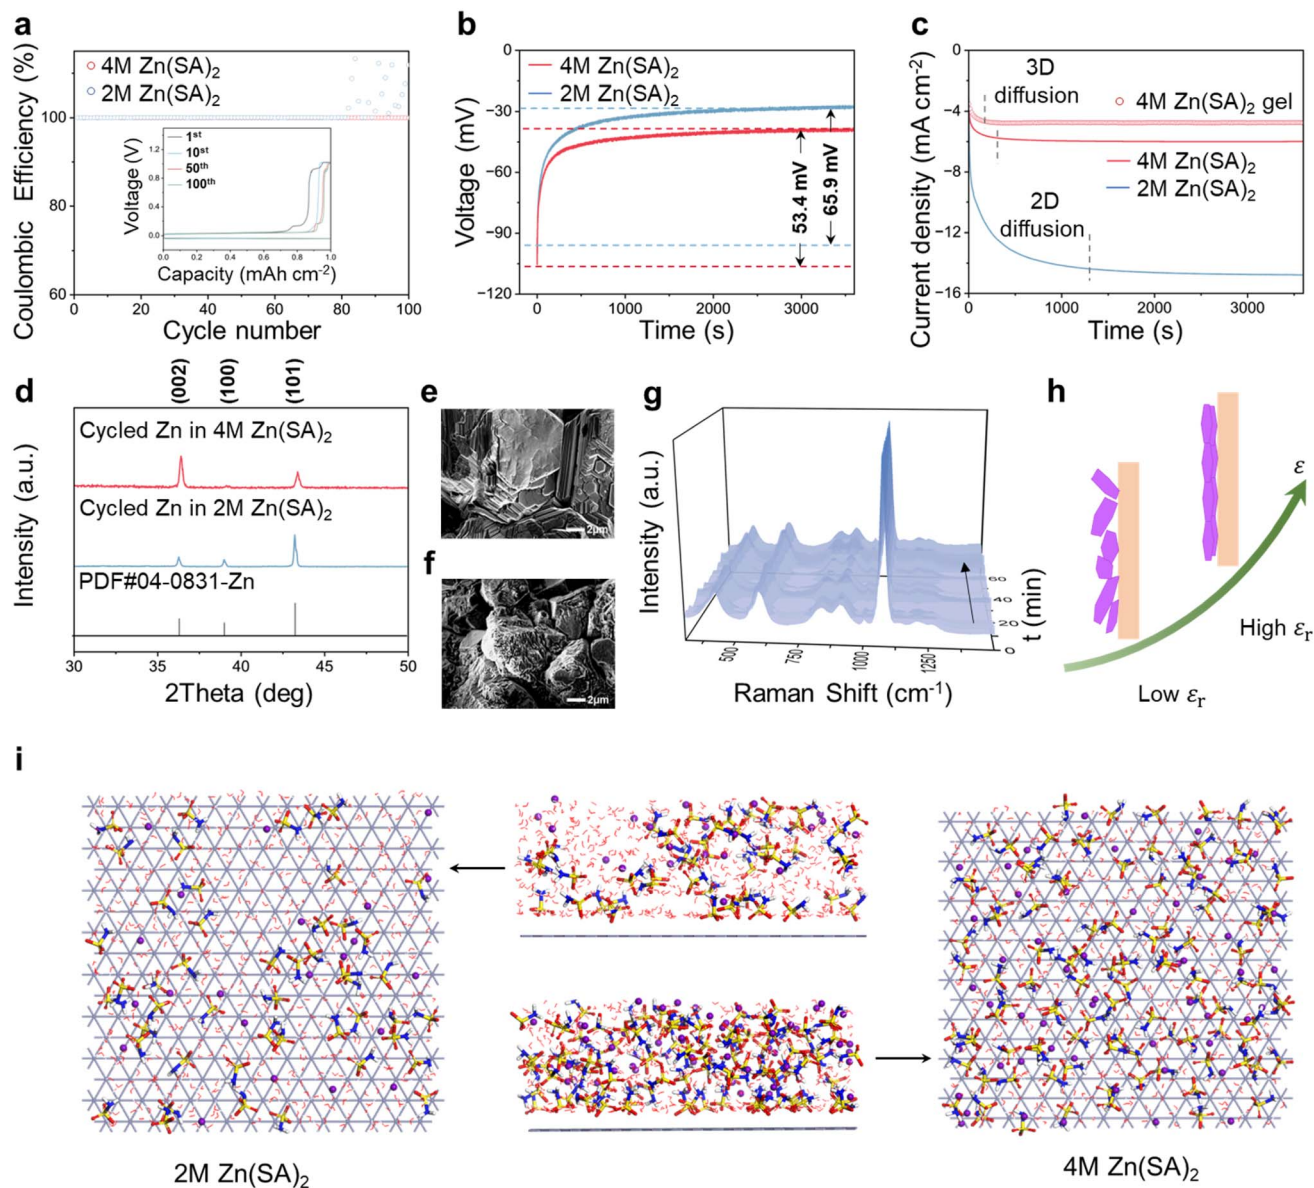 a
Coulombic Efficiency (%)
4M Zn(SA)₂
2M Zn(SA)₂
100
80
60
0 20 40 60 80 100
Cycle number
Voltage (V)
1ˢᵗ
10ˢᵗ
50ᵗʰ
100ᵗʰ
1.2
0.8
0.4
0.0
0.0 0.2 0.4 0.6 0.8 1.0
Capacity (mAh cm⁻²)
b
Voltage (mV)
4M Zn(SA)₂
2M Zn(SA)₂
0
−30
−60
−90
−120
53.4 mV
65.9 mV
0 1000 2000 3000
Time (s)
c
Current density (mA cm⁻²)
0
−4
−8
−12
−16
3D
diffusion
4M Zn(SA)₂ gel
4M Zn(SA)₂
2M Zn(SA)₂
2D
diffusion
0 1000 2000 3000
Time (s)
d
(002)
(100)
(101)
Intensity (a.u.)
Cycled Zn in 4M Zn(SA)₂
Cycled Zn in 2M Zn(SA)₂
PDF#04-0831-Zn
30 35 40 45 50
2Theta (deg)
e
2μm
f
2μm
g
Intensity (a.u.)
500 750 1000 1250
Raman Shift (cm⁻¹)
0
20
40
60
t (min)
h
ε
High εᵣ
Low εᵣ
i
2M Zn(SA)₂
4M Zn(SA)₂